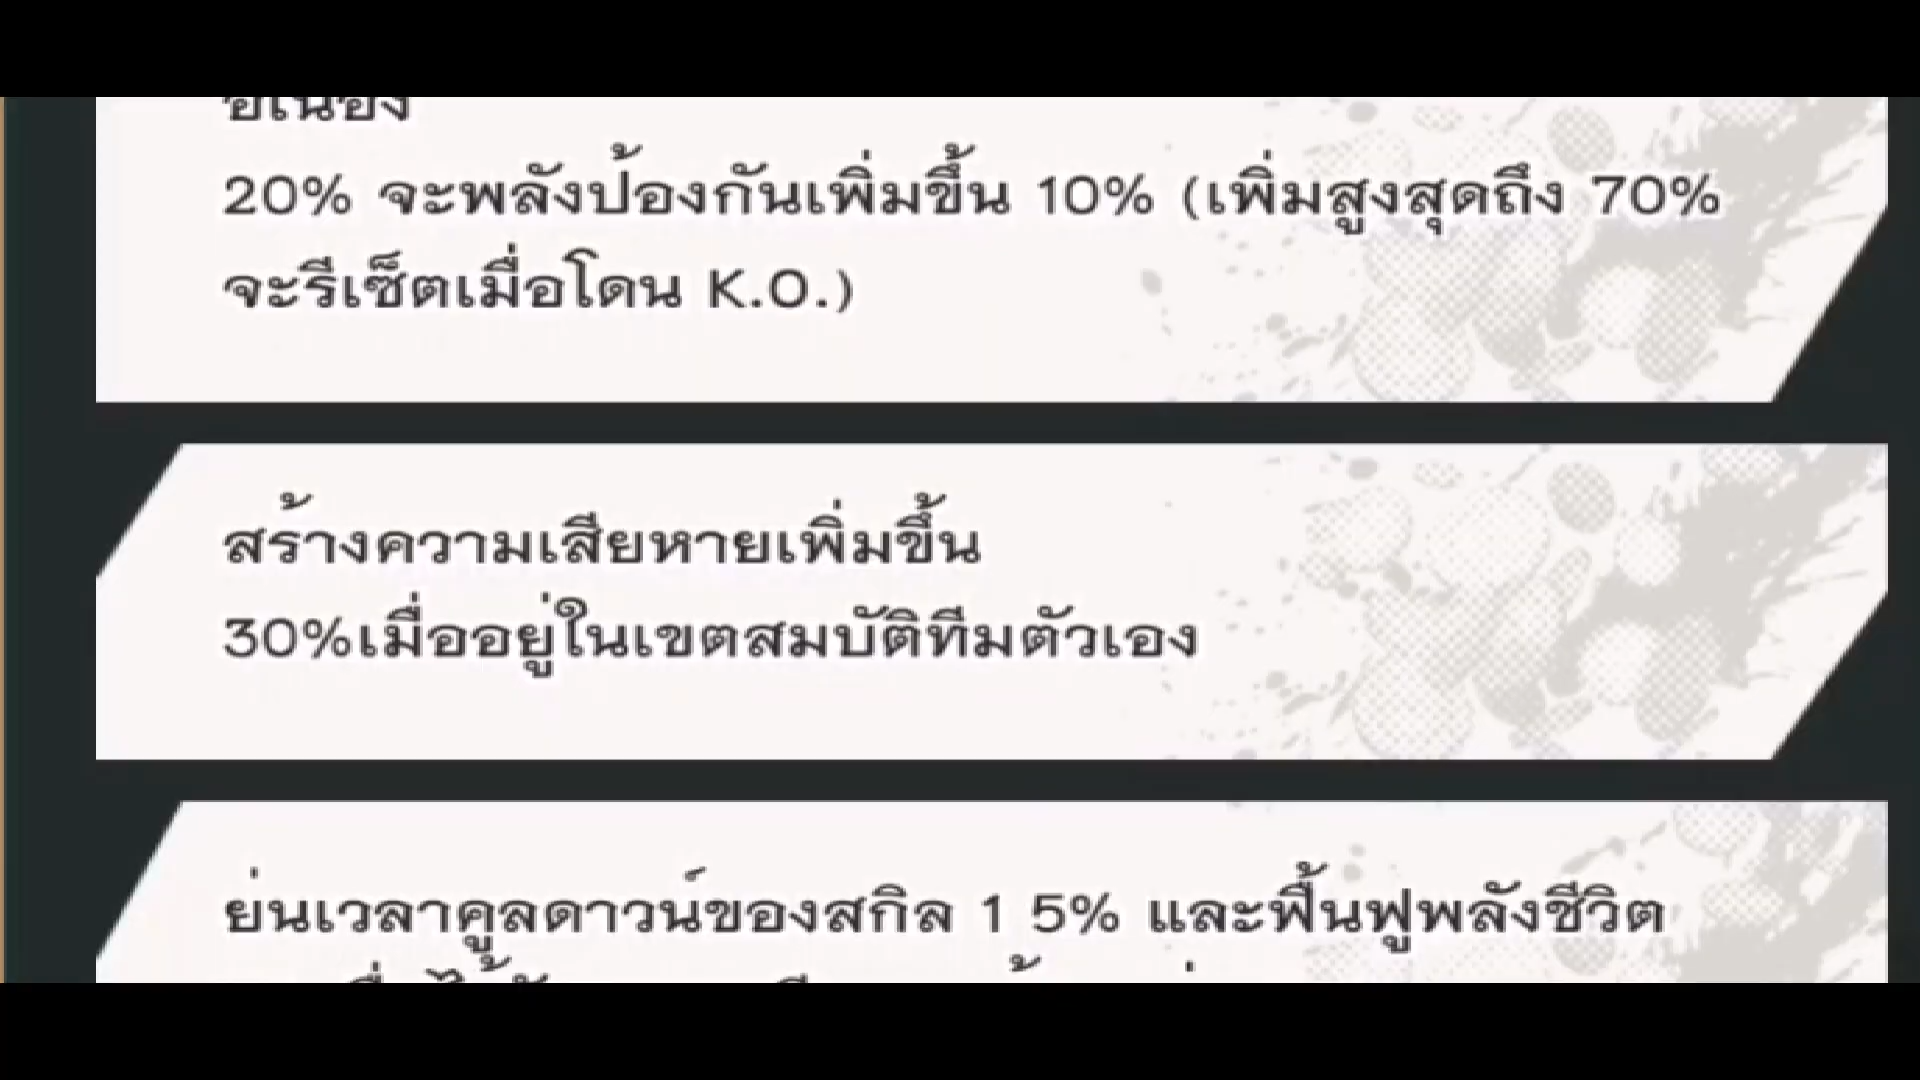 20% จะพลังป้องกันเพิ่มขึ้น 10% (เพิ่มสูงสุดถึง 70%
จะรีเซ็ตเมื่อโดน K.O.)
สร้างความเสียหายเพิ่มขึ้น
30%เมื่ออยู่ในเขตสมบัติทีมตัวเอง
ย่นเวลาคูลดาวน์ของสกิล 1 5% และฟื้นฟูพลังชีวิต